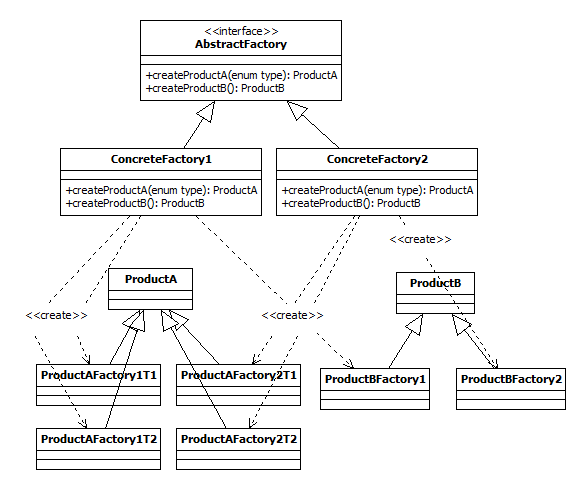 <<interface>>
AbstractFactory
+createProductA(enum type): ProductA
+createProductB(): ProductB
ConcreteFactory1
+createProductA(enum type): ProductA
+createProductB(): ProductB
ConcreteFactory2
+createProductA(enum type): ProductA
+createProductB(): ProductB
<<create>>
ProductA
ProductB
<<create>>
<<create>>
ProductAFactory1T1
ProductAFactory2T1
ProductBFactory1
ProductBFactory2
ProductAFactory1T2
ProductAFactory2T2